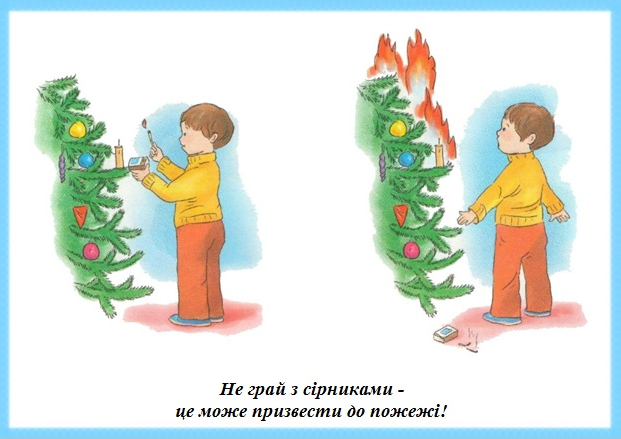 Не грай з сірниками -
це може призвести до пожежі!